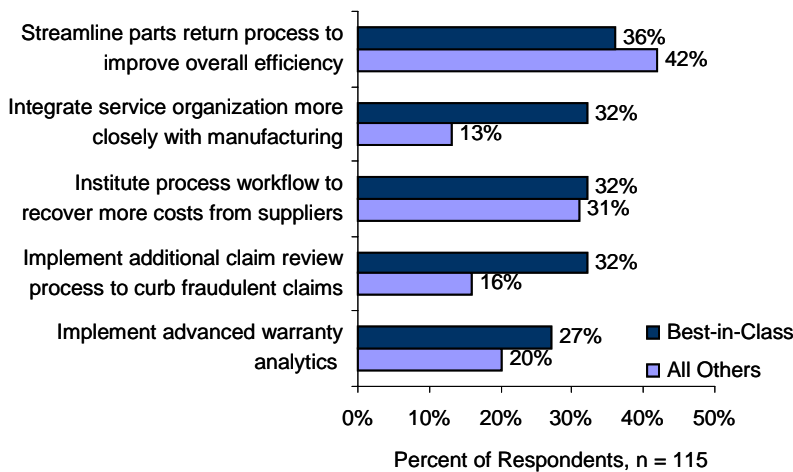 Streamline parts return process to
improve overall efficiency
36%
42%
Integrate service organization more
closely with manufacturing
32%
13%
Institute process workflow to
recover more costs from suppliers
32%
31%
Implement additional claim review
process to curb fraudulent claims
32%
16%
Implement advanced warranty
analytics
27%
20%
Best-in-Class
All Others
0% 10% 20% 30% 40% 50%
Percent of Respondents, n = 115